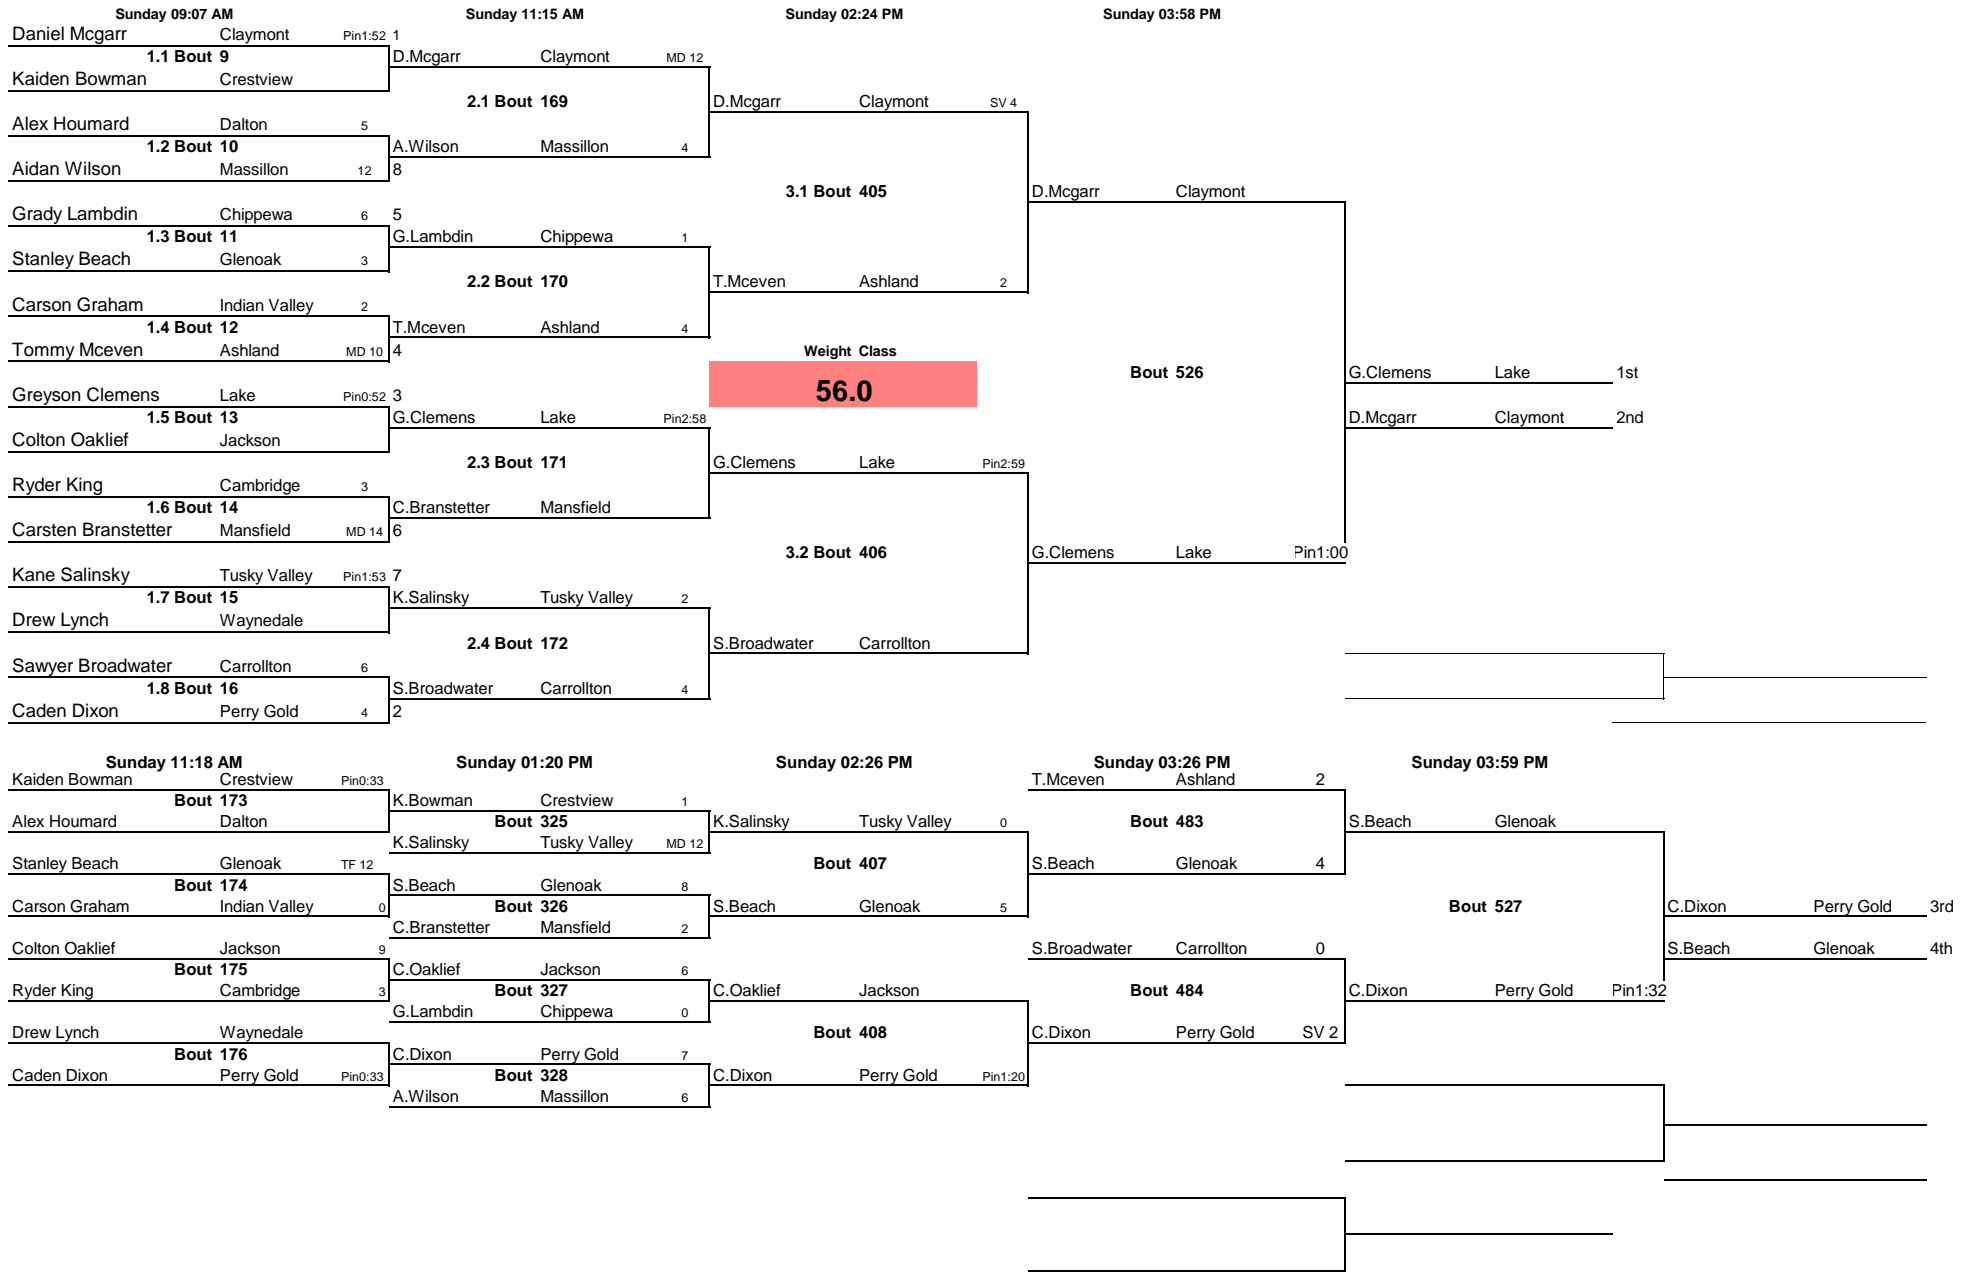 Sunday 09:07 AM Sunday 11:15 AM Sunday 02:24 PM Sunday 03:58 PM
Daniel Mcgarr Claymont Pin1:52 1
1.1 Bout 9 D.Mcgarr Claymont MD 12
Kaiden Bowman Crestview
2.1 Bout 169 D.Mcgarr Claymont SV 4
Alex Houmard Dalton 5
1.2 Bout 10 A.Wilson Massillon 4
Aidan Wilson Massillon 12 8
3.1 Bout 405 D.Mcgarr Claymont
Grady Lambdin Chippewa 6 5
1.3 Bout 11 G.Lambdin Chippewa 1
Stanley Beach Glenoak 3
2.2 Bout 170 T.Mceven Ashland 2
Carson Graham Indian Valley 2
1.4 Bout 12 T.Mceven Ashland 4
Tommy Mceven Ashland MD 10 4 Weight Class
Bout 526 G.Clemens Lake 1st
Greyson Clemens Lake Pin0:52 3 56.0
1.5 Bout 13 G.Clemens Lake Pin2:58 D.Mcgarr Claymont 2nd
Colton Oaklief Jackson
2.3 Bout 171 G.Clemens Lake Pin2:59
Ryder King Cambridge 3
1.6 Bout 14 C.Branstetter Mansfield
Carsten Branstetter Mansfield MD 14 6
3.2 Bout 406 G.Clemens Lake Pin1:00
Kane Salinsky Tusky Valley Pin1:53 7
1.7 Bout 15 K.Salinsky Tusky Valley 2
Drew Lynch Waynedale
2.4 Bout 172 S.Broadwater Carrollton
Sawyer Broadwater Carrollton 6
1.8 Bout 16 S.Broadwater Carrollton 4
Caden Dixon Perry Gold 4 2
Sunday 11:18 AM Sunday 01:20 PM Sunday 02:26 PM Sunday 03:26 PM Sunday 03:59 PM
Kaiden Bowman Crestview Pin0:33 T.Mceven Ashland 2
Bout 173 K.Bowman Crestview 1
Alex Houmard Dalton Bout 325 K.Salinsky Tusky Valley 0 Bout 483 S.Beach Glenoak
K.Salinsky Tusky Valley MD 12
Stanley Beach Glenoak TF 12 Bout 407 S.Beach Glenoak 4
Bout 174 S.Beach Glenoak 8
Carson Graham Indian Valley 0 Bout 326 S.Beach Glenoak 5 Bout 527 C.Dixon Perry Gold 3rd
C.Branstetter Mansfield 2
Colton Oaklief Jackson 9 S.Broadwater Carrollton 0 S.Beach Glenoak 4th
Bout 175 C.Oaklief Jackson 6
Ryder King Cambridge 3 Bout 327 C.Oaklief Jackson Bout 484 C.Dixon Perry Gold Pin1:32
G.Lambdin Chippewa 0
Drew Lynch Waynedale Bout 408 C.Dixon Perry Gold SV 2
Bout 176 C.Dixon Perry Gold 7
Caden Dixon Perry Gold Pin0:33 Bout 328 C.Dixon Perry Gold Pin1:20
A.Wilson Massillon 6